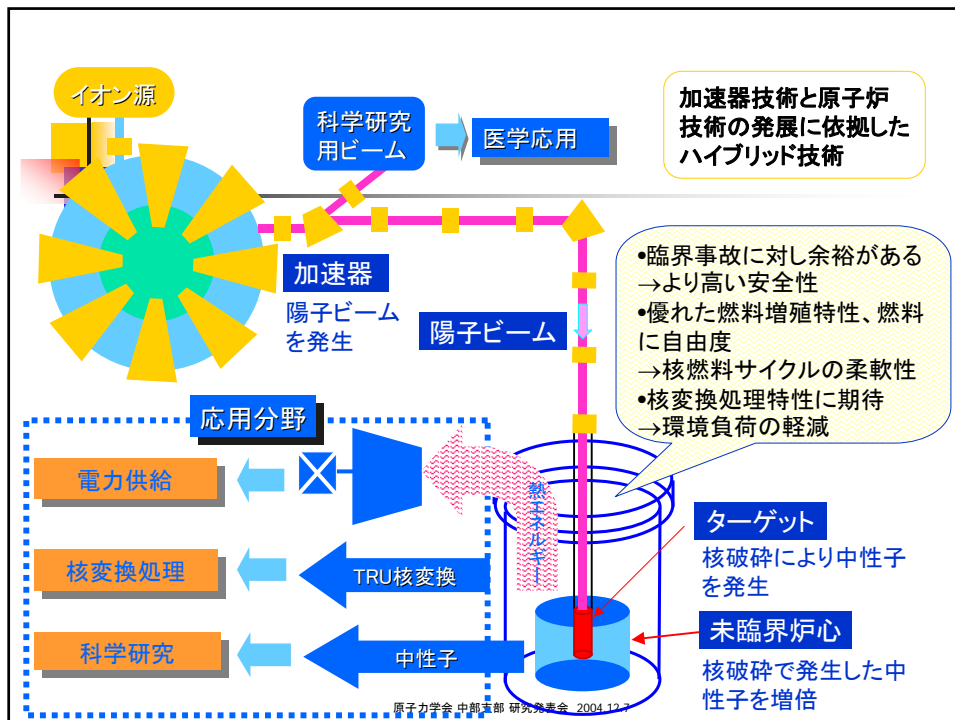 イオン源
科学研究
用ビーム
医学応用
加速器技術と原子炉
技術の発展に依拠した
ハイブリッド技術
加速器
陽子ビーム
を発生
陽子ビーム
•臨界事故に対し余裕がある
→より高い安全性
•優れた燃料増殖特性、燃料
に自由度
→核燃料サイクルの柔軟性
•核変換処理特性に期待
→環境負荷の軽減
応用分野
電力供給
熱エネルギー
核変換処理
TRU核変換
科学研究
中性子
ターゲット
核破砕により中性子
を発生
未臨界炉心
核破砕で発生した中
性子を増倍
原子力学会 中部支部 研究発表会 2004.12.7